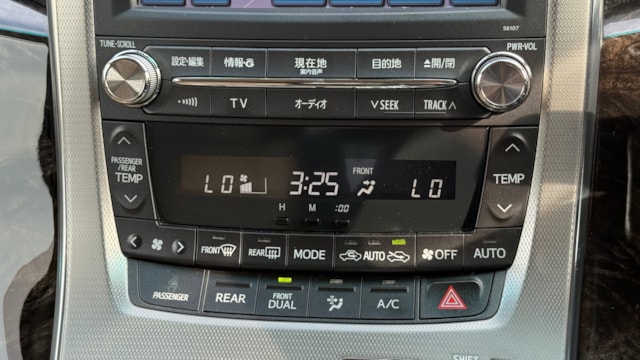 56107
TUNE・SCROLL
PWR・VOL
設定・編集
情報・G
現在地
案内音声
目的地
▲開/閉
TV
オーディオ
∨SEEK
TRACK∧
PASSENGER
/REAR
TEMP
LO
3:25
FRONT
LO
TEMP
H
M
:00
FRONT
REAR
MODE
AUTO
OFF
AUTO
PASSENGER
REAR
FRONT
DUAL
A/C
SHIFT